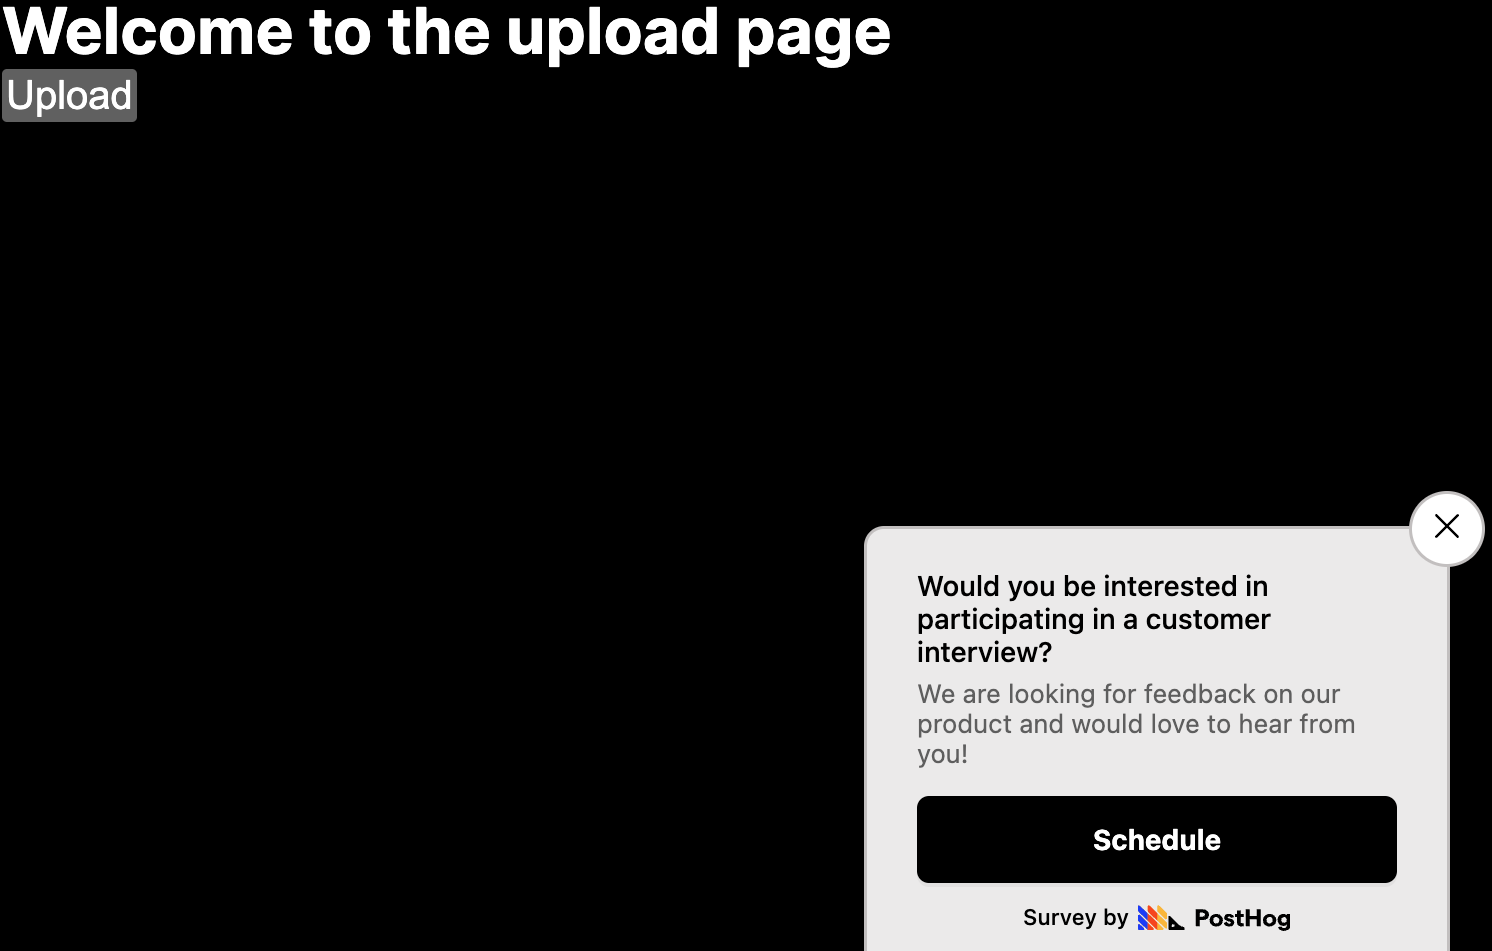 Welcome to the upload page
Upload
Would you be interested in
participating in a customer
interview?
We are looking for feedback on our
product and would love to hear from
you!
Schedule
Survey by PostHog